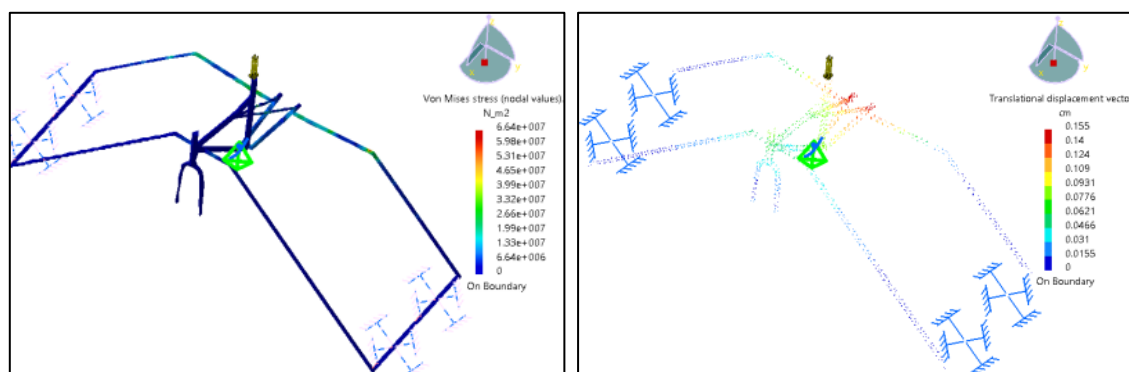 Von Mises stress (nodal values).
N_m2
6.64e+007
5.98e+007
5.31e+007
4.65e+007
3.99e+007
3.32e+007
2.66e+007
1.99e+007
1.33e+007
6.64e+006
0
On Boundary
Translational displacement vector
cm
0.155
0.14
0.124
0.109
0.0931
0.0776
0.0621
0.0466
0.031
0.0155
0
On Boundary